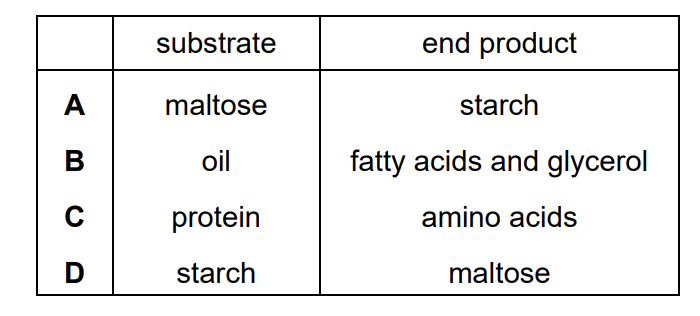 substrate end product
A maltose starch
B oil fatty acids and glycerol
C protein amino acids
D starch maltose